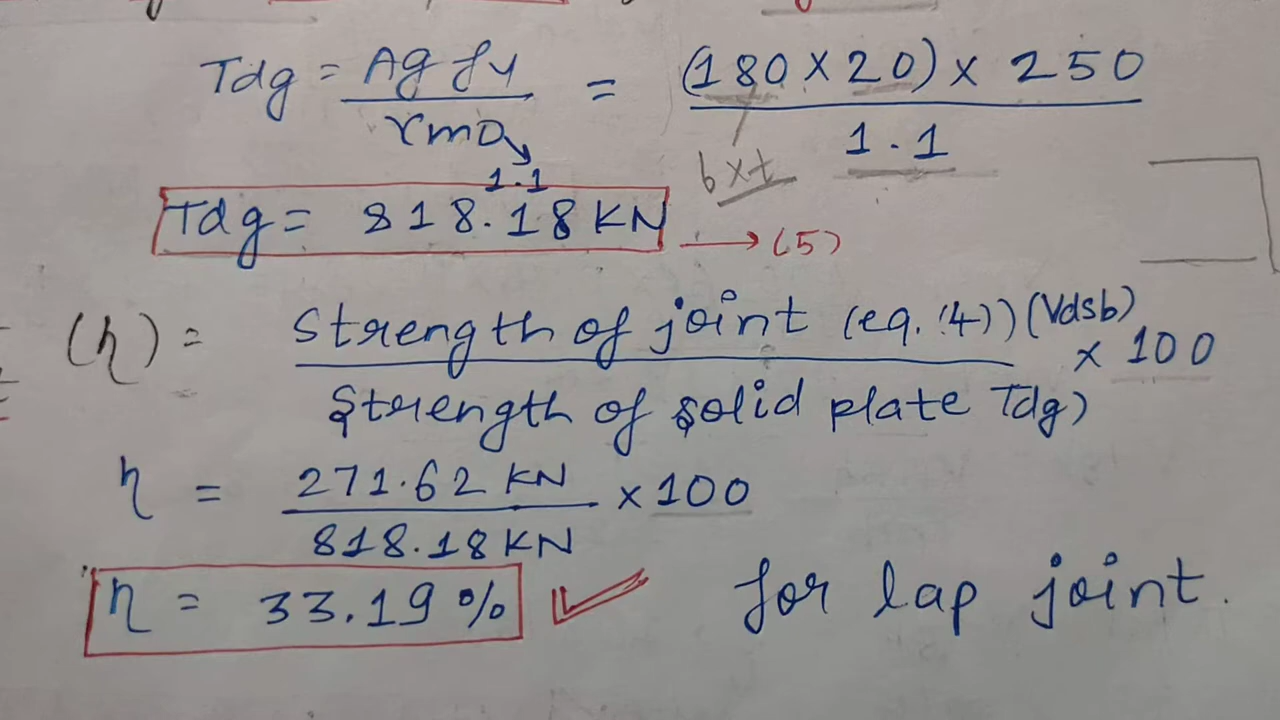 Tdg = Ag fy / γm0 = (180 × 20) × 250 / 1.1
1.1
b×t
Tdg = 818.18 KN → (5)
(η) = Strength of joint (eq. (4)) (Vdsb) / Strength of solid plate Tdg) × 100
η = 271.62 KN / 818.18 KN × 100
η = 33.19 % for lap joint.